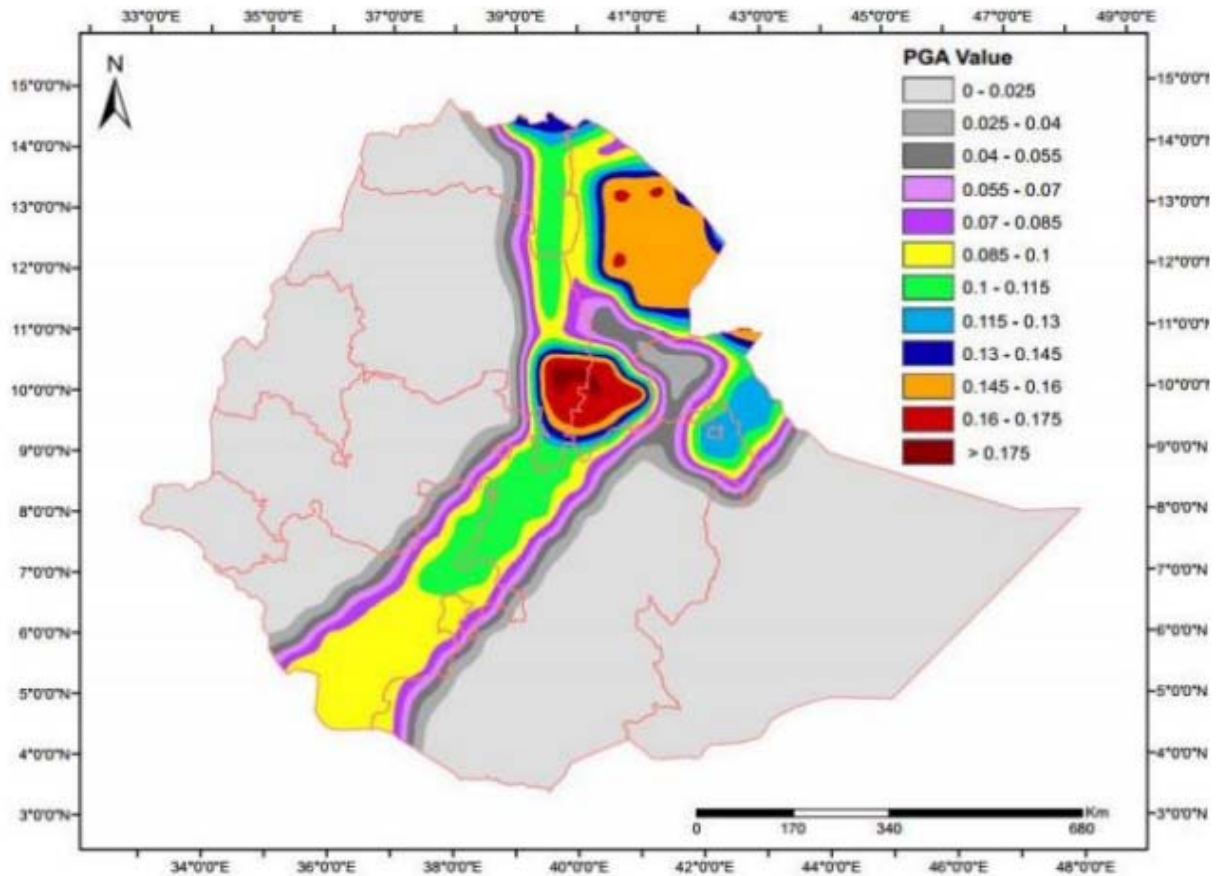 33°0'0"E 35°0'0"E 37°0'0"E 39°0'0"E 41°0'0"E 43°0'0"E 45°0'0"E 47°0'0"E 49°0'0"E
N
PGA Value
0 - 0.025
0.025 - 0.04
0.04 - 0.055
0.055 - 0.07
0.07 - 0.085
0.085 - 0.1
0.1 - 0.115
0.115 - 0.13
0.13 - 0.145
0.145 - 0.16
0.16 - 0.175
> 0.175
15°0'0"N 15°0'0"N
14°0'0"N 14°0'0"N
13°0'0"N 13°0'0"N
12°0'0"N 12°0'0"N
11°0'0"N 11°0'0"N
10°0'0"N 10°0'0"N
9°0'0"N 9°0'0"N
8°0'0"N 8°0'0"N
7°0'0"N 7°0'0"N
6°0'0"N 6°0'0"N
5°0'0"N 5°0'0"N
4°0'0"N 4°0'0"N
3°0'0"N 3°0'0"N
Km
0 170 340 680
34°0'0"E 36°0'0"E 38°0'0"E 40°0'0"E 42°0'0"E 44°0'0"E 46°0'0"E 48°0'0"E